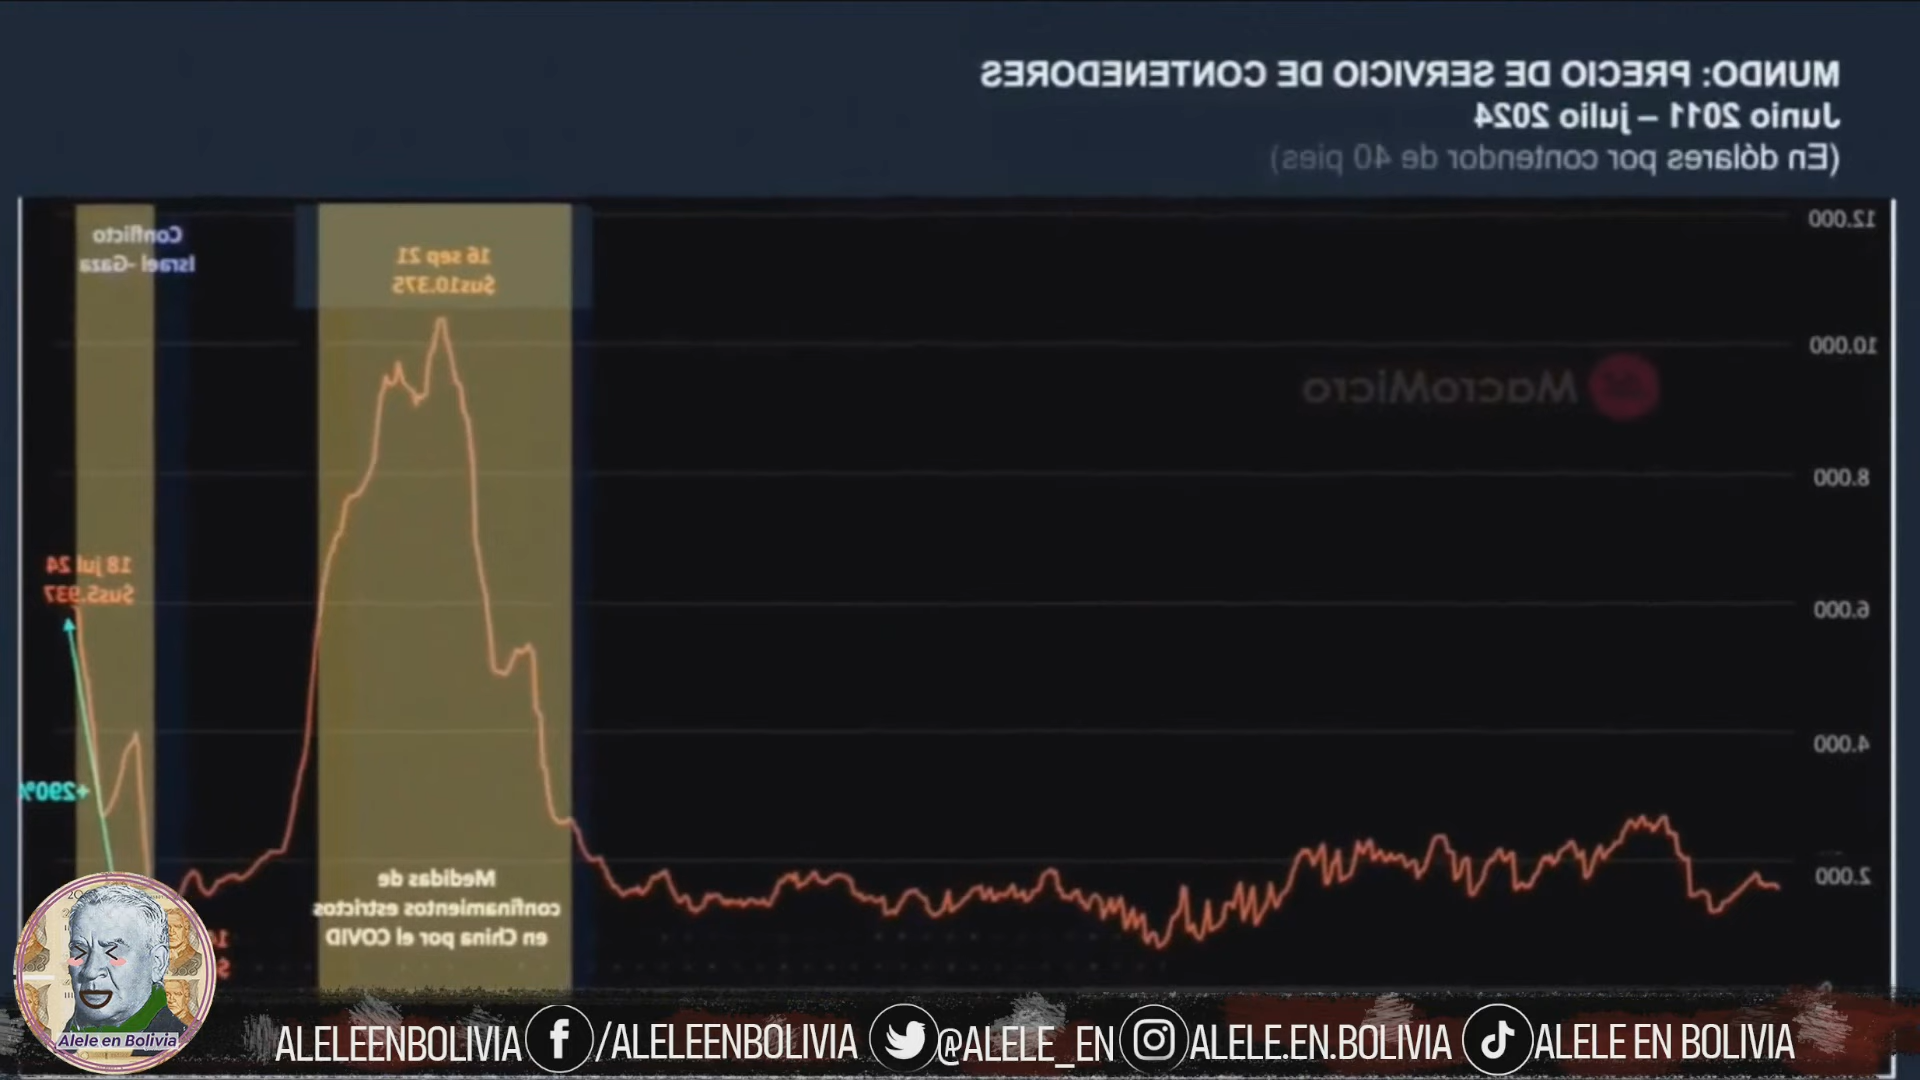 MUNDO: PRECIO DE SERVICIO DE CONTENEDORES
Junio 2011 – julio 2024
(En dólares por contendor de 40 pies)
12.000
10.000
8.000
6.000
4.000
2.000
0
MacroMicro
16 sep 21
$us10.375
Conflicto
Israel -Gaza
18 jul 24
$us5.937
+290%
Medidas de
confinamientos estrictos
en China por el COVID
Alele en Bolivia
ALELEENBOLIVIA
/ALELEENBOLIVIA
@ALELE_EN
ALELE.EN.BOLIVIA
ALELE EN BOLIVIA